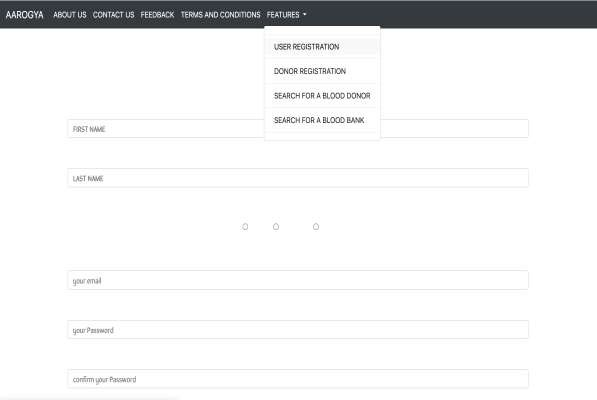 AAROGYA ABOUT US CONTACT US FEEDBACK TERMS AND CONDITIONS FEATURES
USER REGISTRATION
DONOR REGISTRATION
SEARCH FOR A BLOOD DONOR
SEARCH FOR A BLOOD BANK
FIRST NAME
LAST NAME
your email
your Password
confirm your Password